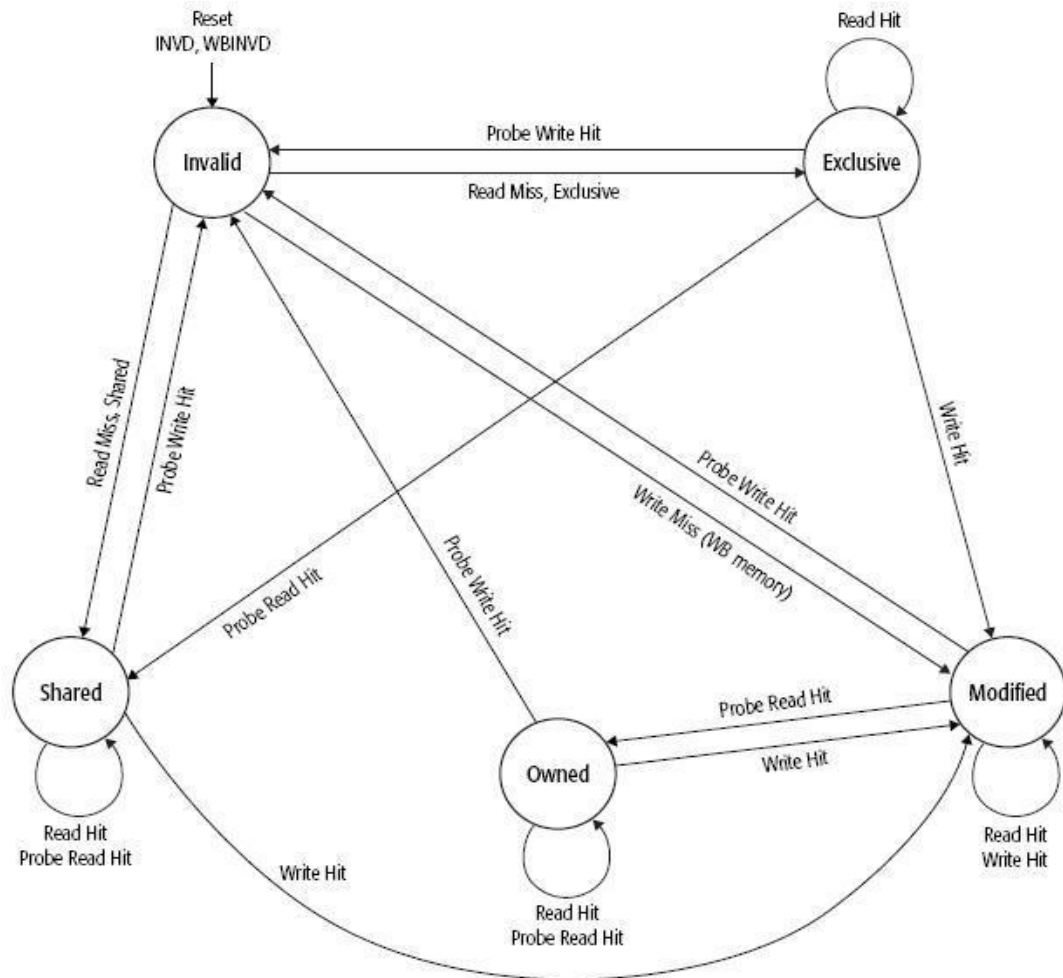 Reset
INVD, WBINVD
Read Hit
Invalid
Probe Write Hit
Exclusive
Read Miss, Exclusive
Read Miss, Shared
Probe Write Hit
Probe Write Hit
Write Miss (WB memory)
Write Hit
Probe Write Hit
Probe Read Hit
Shared
Probe Read Hit
Modified
Owned
Write Hit
Read Hit
Probe Read Hit
Write Hit
Read Hit
Probe Read Hit
Read Hit
Write Hit